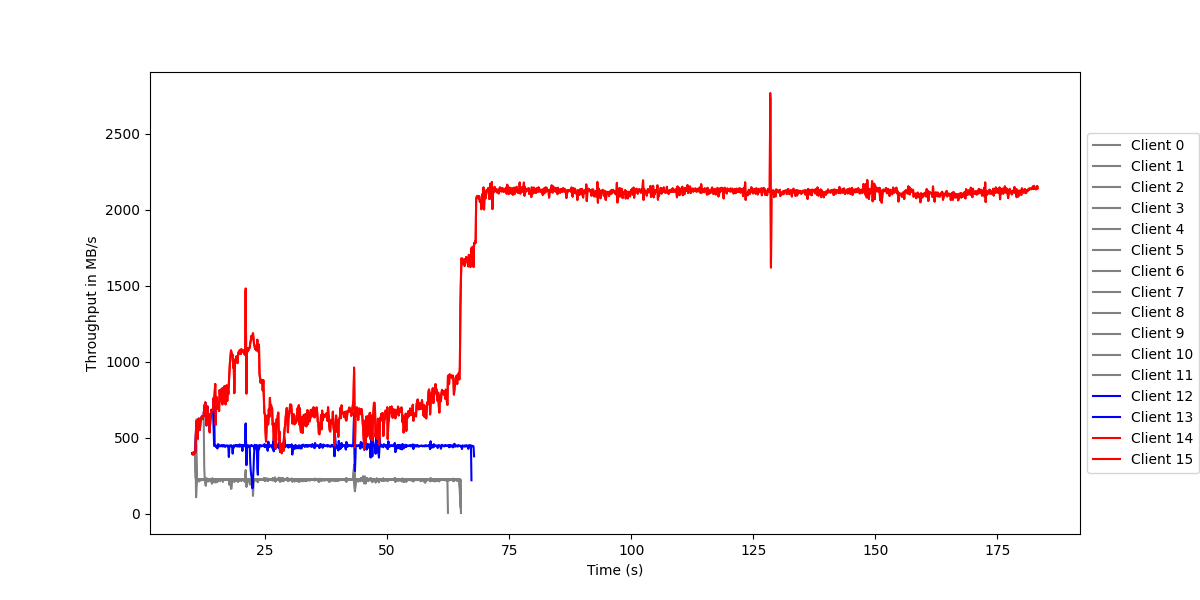 Throughput in MB/s
2500
2000
1500
1000
500
0
25
50
75
100
125
150
175
Time (s)
Client 0
Client 1
Client 2
Client 3
Client 4
Client 5
Client 6
Client 7
Client 8
Client 9
Client 10
Client 11
Client 12
Client 13
Client 14
Client 15